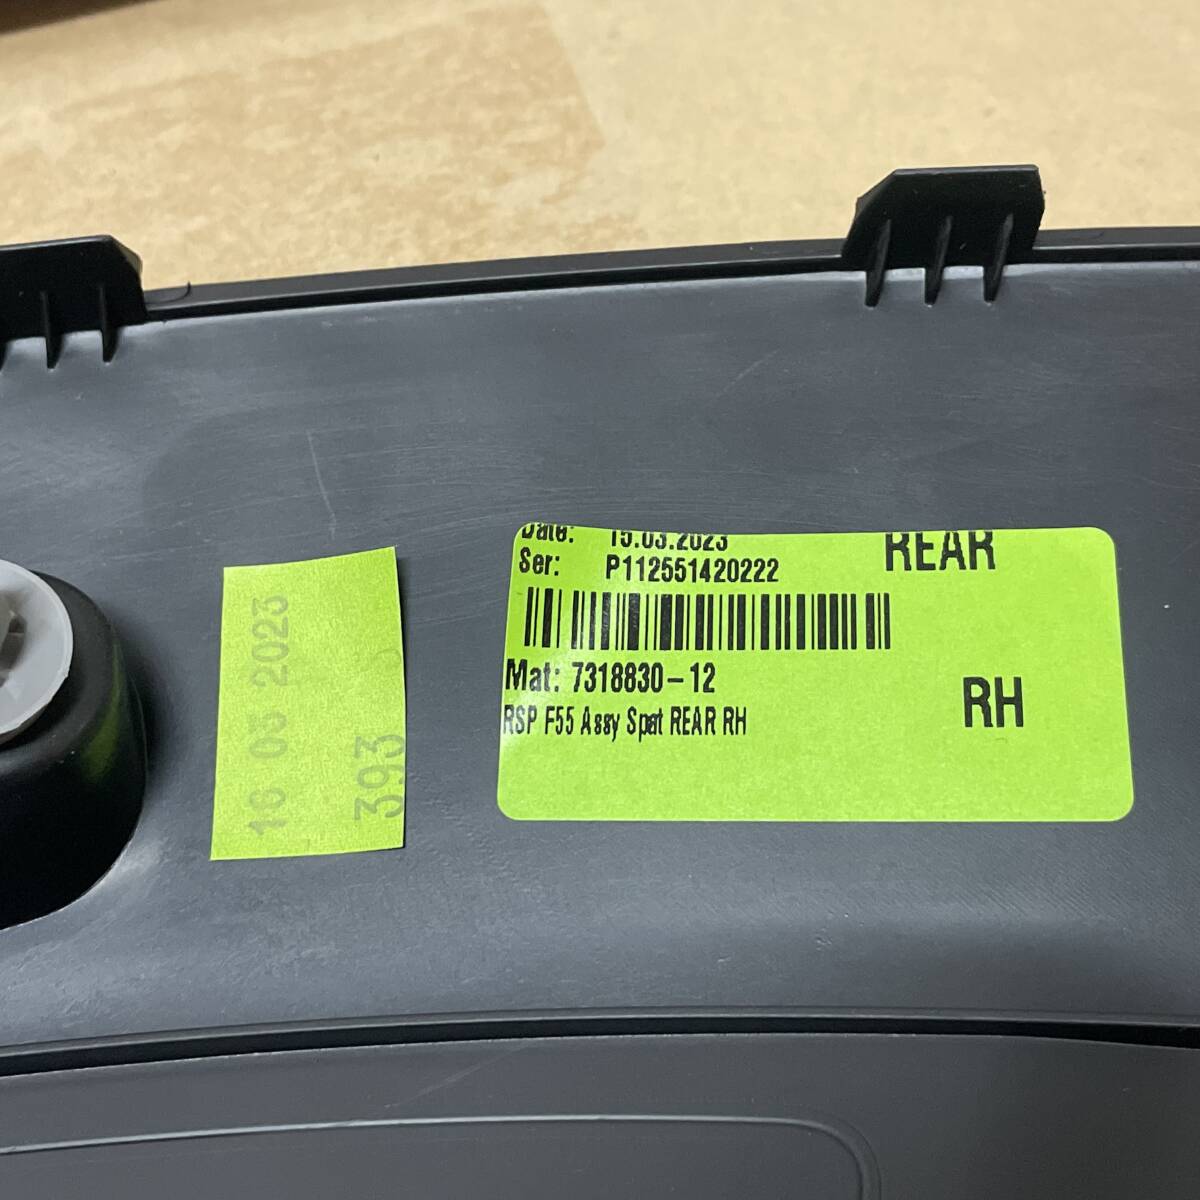 16 03 2023
393
Date: 15.03.2023
REAR
Ser: P112551420222
Mat: 7318830-12
RH
RSP F55 Assy Spat REAR RH